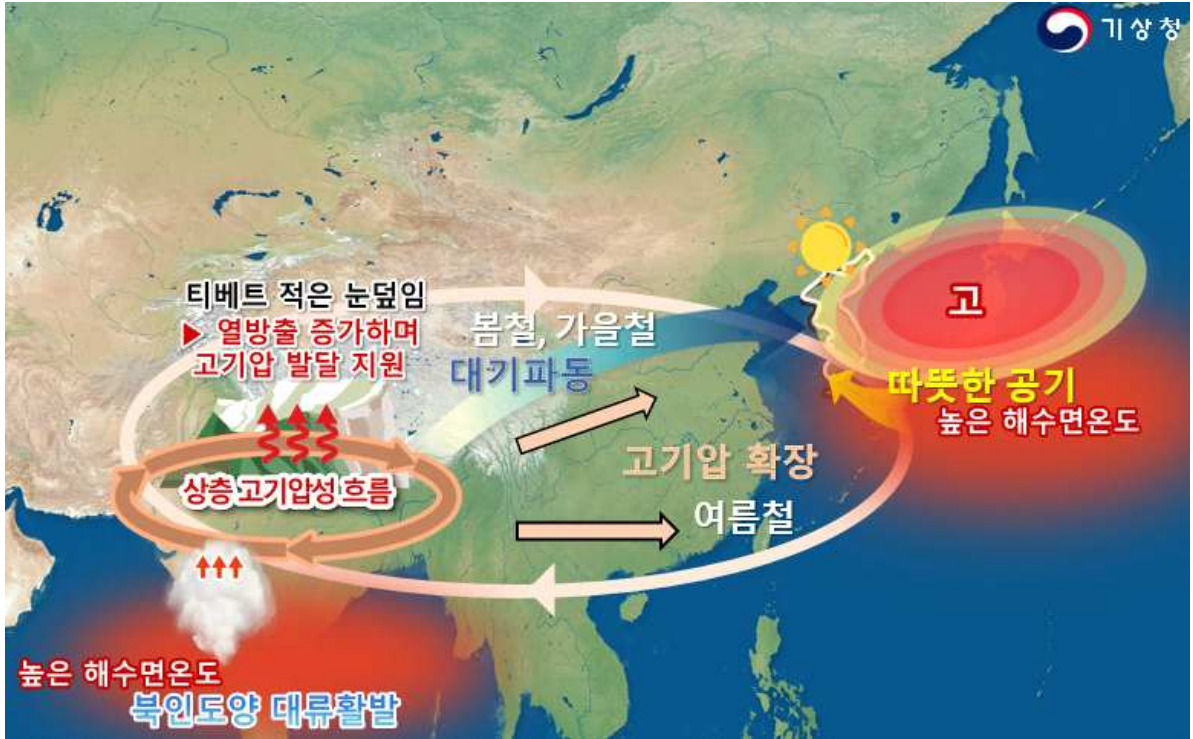 기상청
티베트 적은 눈덮임
▶ 열방출 증가하며
고기압 발달 지원
봄철, 가을철
대기파동
고
따뜻한 공기
높은 해수면온도
고기압 확장
여름철
상층 고기압성 흐름
높은 해수면온도
북인도양 대류활발